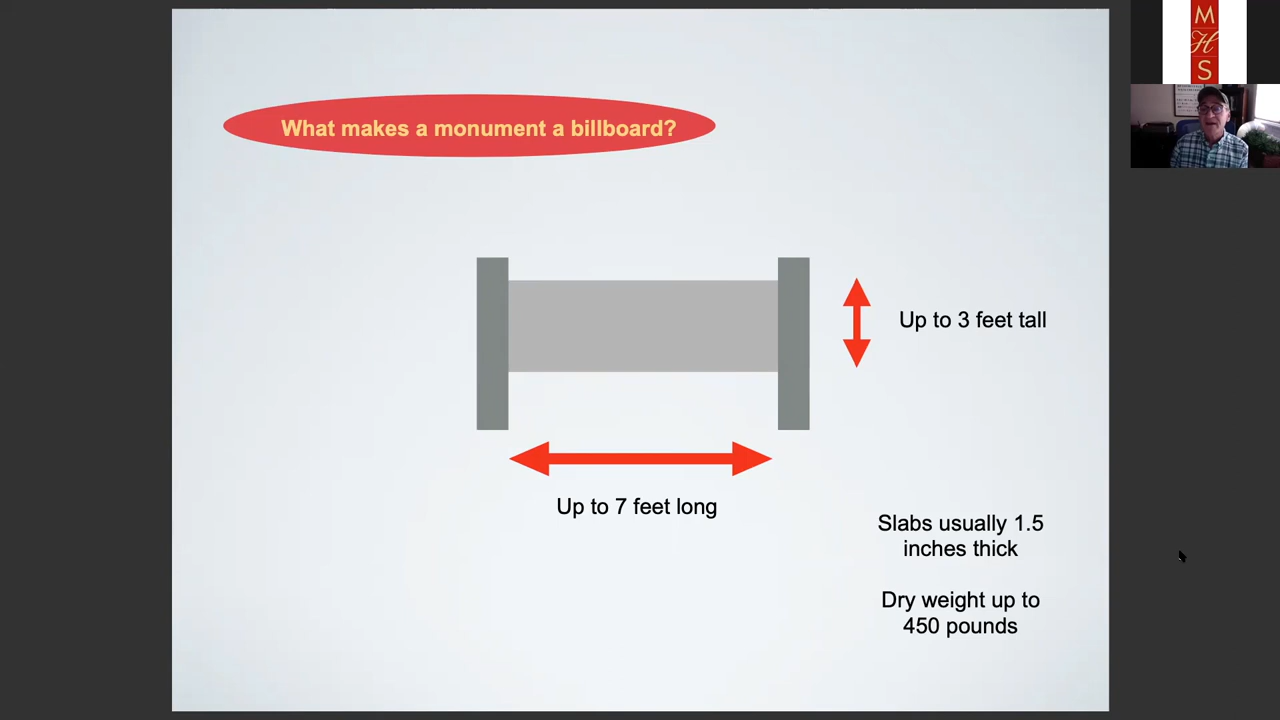 What makes a monument a billboard?
M
H
S
Up to 3 feet tall
Up to 7 feet long
Slabs usually 1.5
inches thick
Dry weight up to
450 pounds